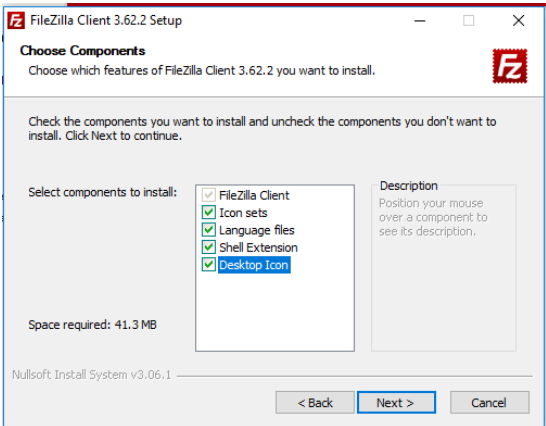 FileZilla Client 3.62.2 Setup
Choose Components
Choose which features of FileZilla Client 3.62.2 you want to install.
Fz
Check the components you want to install and uncheck the components you don't want to
install. Click Next to continue.
Select components to install:
FileZilla Client
Icon sets
Language files
Shell Extension
Desktop Icon
Description
Position your mouse
over a component to
see its description.
Space required: 41.3 MB
Nullsoft Install System v3.06.1
< Back
Next >
Cancel